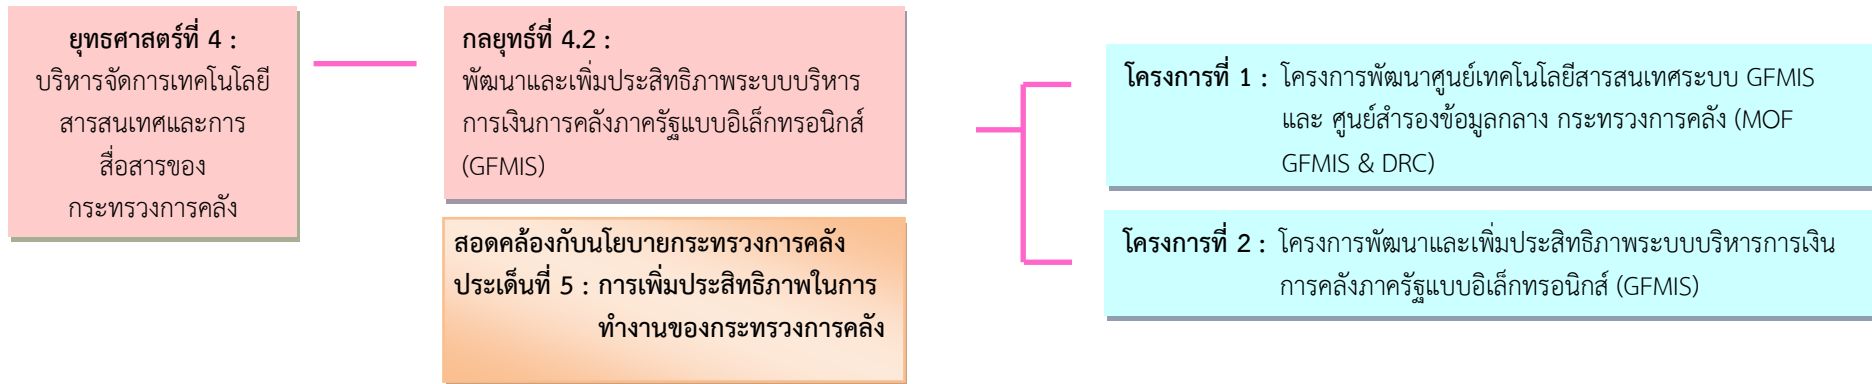 ยุทธศาสตร์ที่ 4 :
บริหารจัดการเทคโนโลยี
สารสนเทศและการ
สื่อสารของ
กระทรวงการคลัง
กลยุทธ์ที่ 4.2 :
พัฒนาและเพิ่มประสิทธิภาพระบบบริหาร
การเงินการคลังภาครัฐแบบอิเล็กทรอนิกส์
(GFMIS)
สอดคล้องกับนโยบายกระทรวงการคลัง
ประเด็นที่ 5 : การเพิ่มประสิทธิภาพในการ
ทำงานของกระทรวงการคลัง
โครงการที่ 1 : โครงการพัฒนาศูนย์เทคโนโลยีสารสนเทศระบบ GFMIS
และ ศูนย์สำรองข้อมูลกลาง กระทรวงการคลัง (MOF
GFMIS & DRC)
โครงการที่ 2 : โครงการพัฒนาและเพิ่มประสิทธิภาพระบบบริหารการเงิน
การคลังภาครัฐแบบอิเล็กทรอนิกส์ (GFMIS)